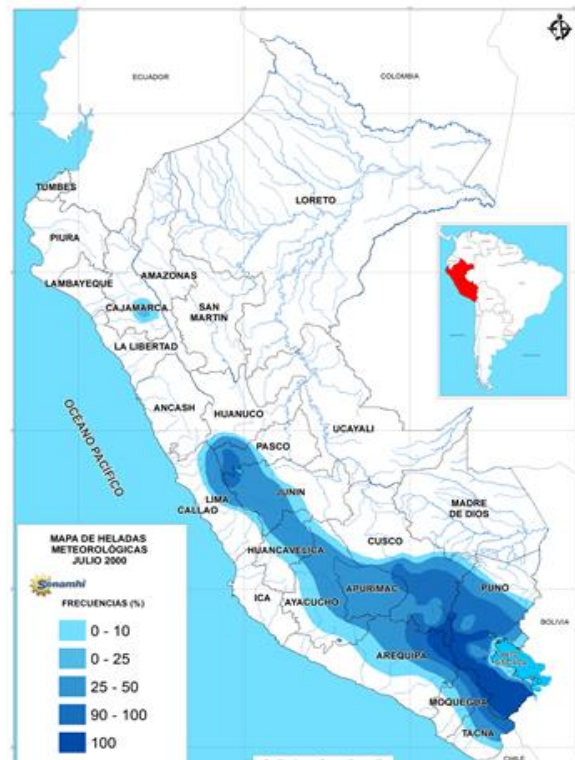 ECUADOR
COLOMBIA
TUMBES
LORETO
PIURA
LAMBAYEQUE
AMAZONAS
CAJAMARCA
SAN
MARTIN
LA LIBERTAD
ANCASH
HUANUCO
UCAYALI
PASCO
OCEANO PACÍFICO
LIMA
CALLAO
JUNIN
MADRE
DE DIOS
CUSCO
HUANCAVELICA
ICA
AYACUCHO
APURIMAC
PUNO
BOLIVIA
AREQUIPA
MOQUEGUA
TACNA
CHILE
MAPA DE HELADAS
METEOROLÓGICAS
JULIO 2000
Senamhi
FRECUENCIAS (%)
0 - 10
0 - 25
25 - 50
90 - 100
100